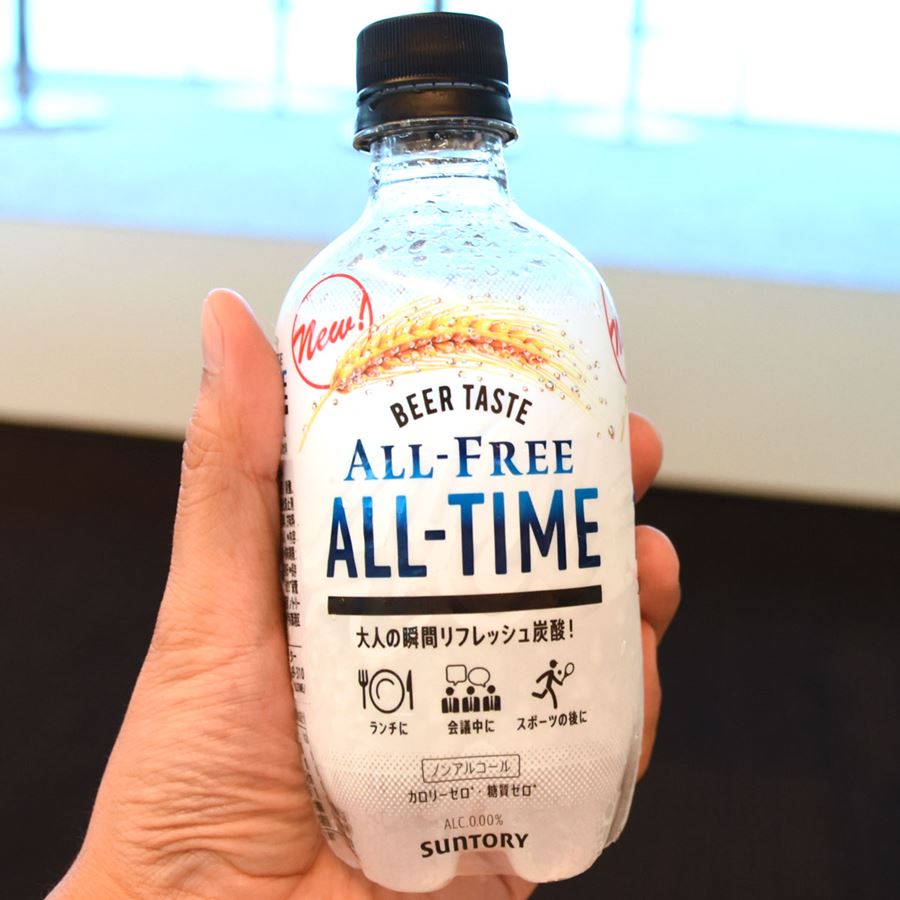 New!
BEER TASTE
ALL-FREE
ALL-TIME
大人の瞬間リフレッシュ炭酸！
ランチに 会議中に スポーツの後に
ノンアルコール
カロリーゼロ*・糖質ゼロ*
ALC.0.00%
SUNTORY